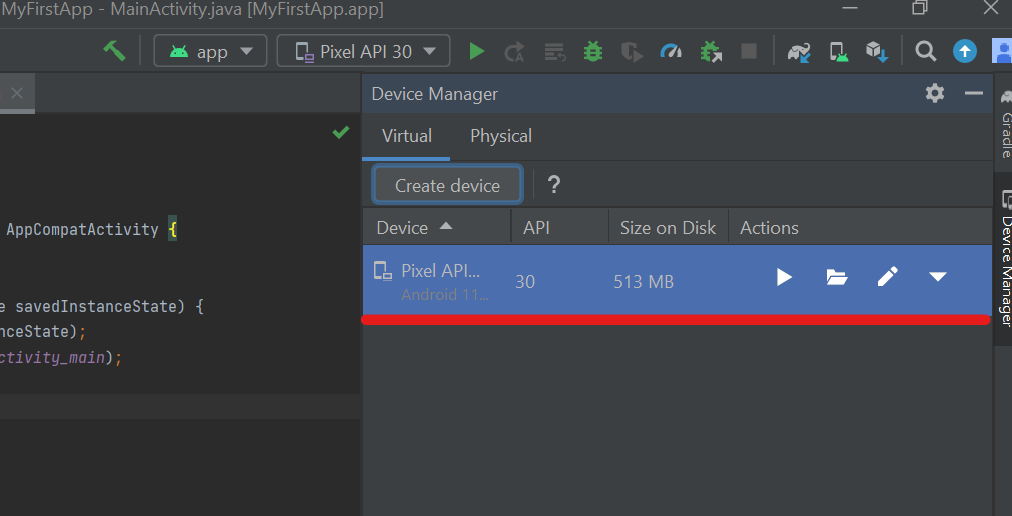 MyFirstApp - MainActivity.java [MyFirstApp.app]
app
Pixel API 30
Device Manager
Virtual
Physical
Create device
?
Device
API
Size on Disk
Actions
Pixel API...
Android 11...
30
513 MB
AppCompatActivity {
e savedInstanceState) {
nceState);
ctivity_main);
Gradle
Device Manager